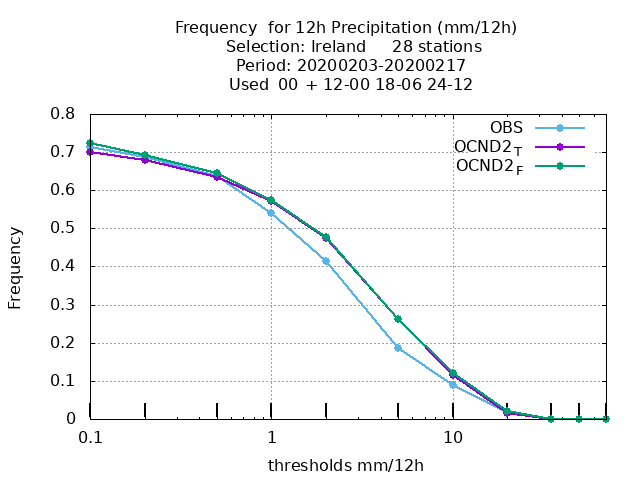 Frequency  for 12h Precipitation (mm/12h)
Selection: Ireland     28 stations
Period: 20200203-20200217
Used  00 + 12-00 18-06 24-12
0.8
0.7
0.6
0.5
0.4
0.3
0.2
0.1
0
Frequency
OBS
OCND2_T
OCND2_F
0.1 1 10
thresholds mm/12h